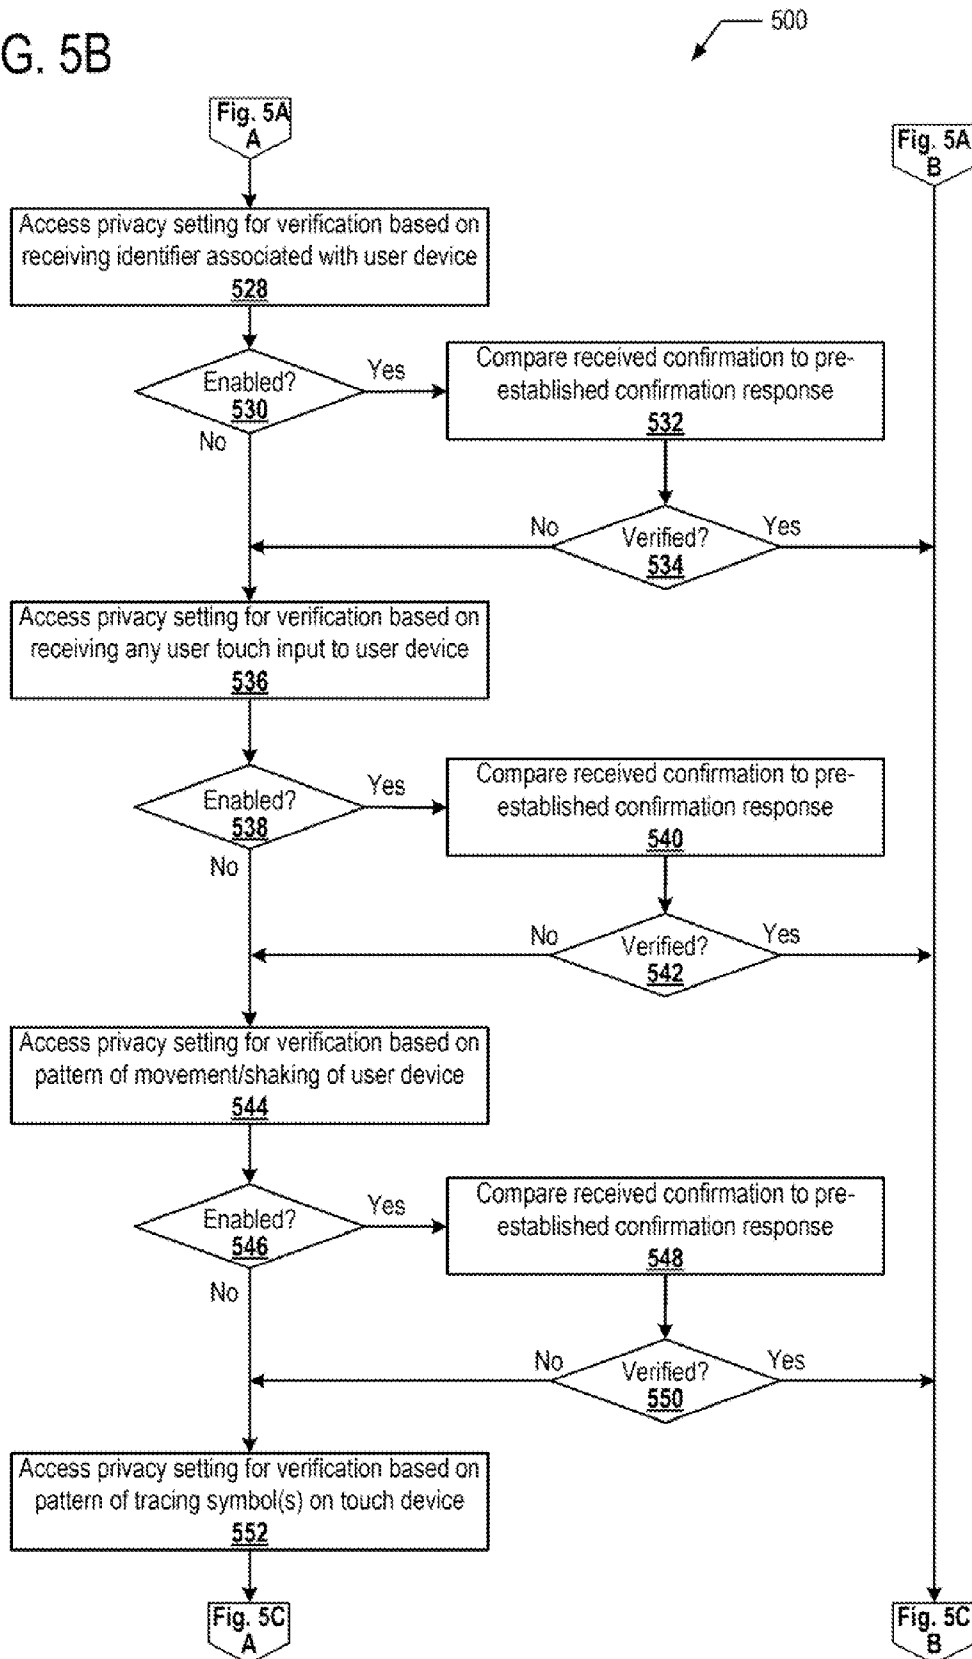 G. 5B
500
Fig. 5A
A
Fig. 5A
B
Access privacy setting for verification based on
receiving identifier associated with user device
528
Enabled?
530
Yes
No
Compare received confirmation to pre-
established confirmation response
532
No
Verified?
534
Yes
Access privacy setting for verification based on
receiving any user touch input to user device
536
Enabled?
538
Yes
No
Compare received confirmation to pre-
established confirmation response
540
No
Verified?
542
Yes
Access privacy setting for verification based on
pattern of movement/shaking of user device
544
Enabled?
546
Yes
No
Compare received confirmation to pre-
established confirmation response
548
No
Verified?
550
Yes
Access privacy setting for verification based on
pattern of tracing symbol(s) on touch device
552
Fig. 5C
A
Fig. 5C
B